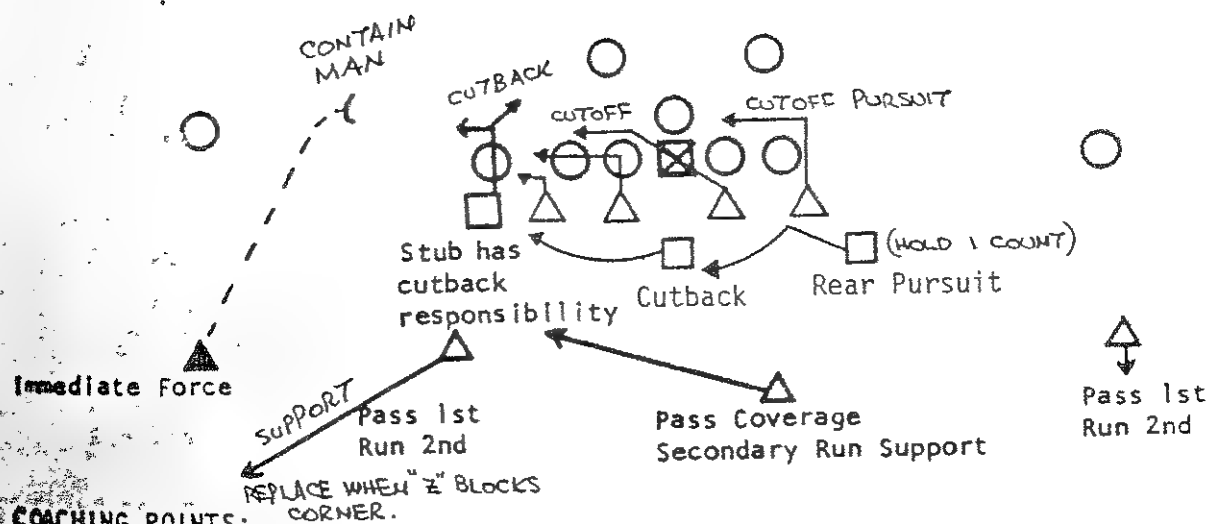 CONTAIN
MAN
CUTBACK
CUTOFF
CUTOFF PURSUIT
(HOLD 1 COUNT)
Stub has
cutback
responsibility
Cutback
Rear Pursuit
Immediate Force
SUPPORT
Pass 1st
Run 2nd
Pass Coverage
Secondary Run Support
Pass 1st
Run 2nd
REPLACE WHEN "Z" BLOCKS
CORNER.
COACHING POINTS: